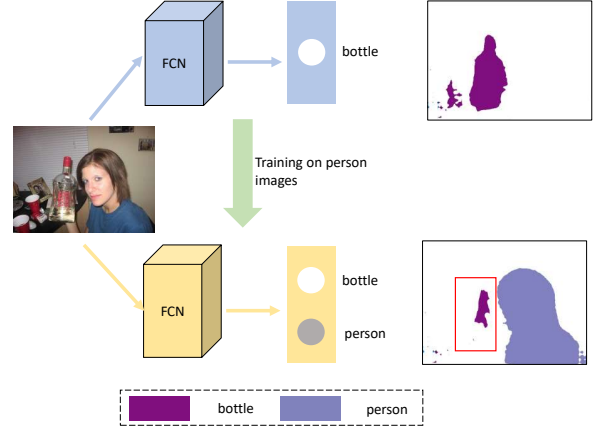 FCN
bottle
Training on person
images
FCN
bottle
person
bottle
person